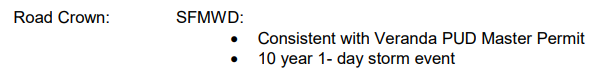 Road Crown: SFMWD:
• Consistent with Veranda PUD Master Permit
• 10 year 1- day storm event